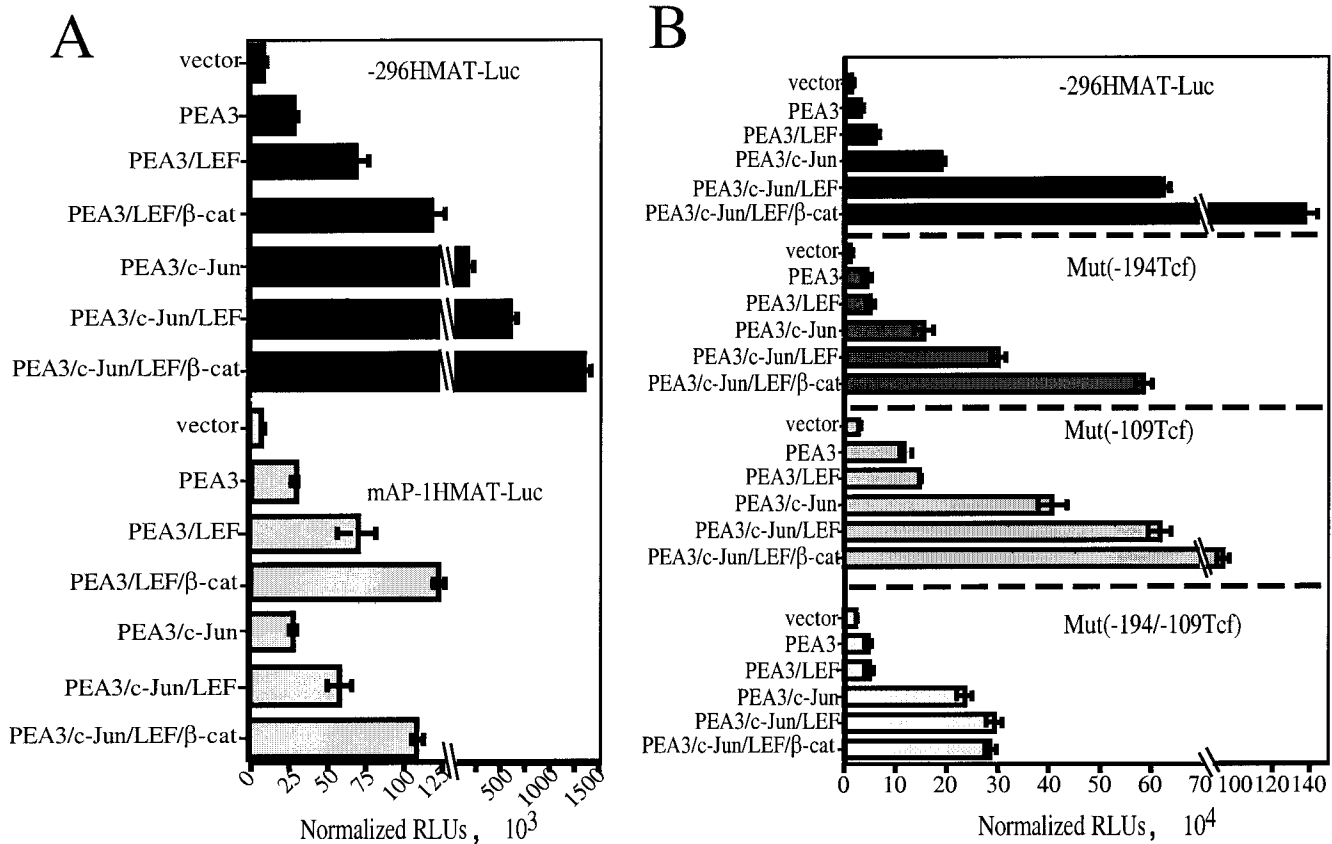 A
-296HMAT-Luc
vector
PEA3
PEA3/LEF
PEA3/LEF/β-cat
PEA3/c-Jun
PEA3/c-Jun/LEF
PEA3/c-Jun/LEF/β-cat
mAP-1HMAT-Luc
vector
PEA3
PEA3/LEF
PEA3/LEF/β-cat
PEA3/c-Jun
PEA3/c-Jun/LEF
PEA3/c-Jun/LEF/β-cat
0 25 50 75 100 125 500 1500
Normalized RLUs, 10³
B
-296HMAT-Luc
vector
PEA3
PEA3/LEF
PEA3/c-Jun
PEA3/c-Jun/LEF
PEA3/c-Jun/LEF/β-cat
Mut(-194Tcf)
vector
PEA3
PEA3/LEF
PEA3/c-Jun
PEA3/c-Jun/LEF
PEA3/c-Jun/LEF/β-cat
Mut(-109Tcf)
vector
PEA3
PEA3/LEF
PEA3/c-Jun
PEA3/c-Jun/LEF
PEA3/c-Jun/LEF/β-cat
Mut(-194/-109Tcf)
vector
PEA3
PEA3/LEF
PEA3/c-Jun
PEA3/c-Jun/LEF
PEA3/c-Jun/LEF/β-cat
0 10 20 30 40 50 60 70 100 120 140
Normalized RLUs, 10⁴